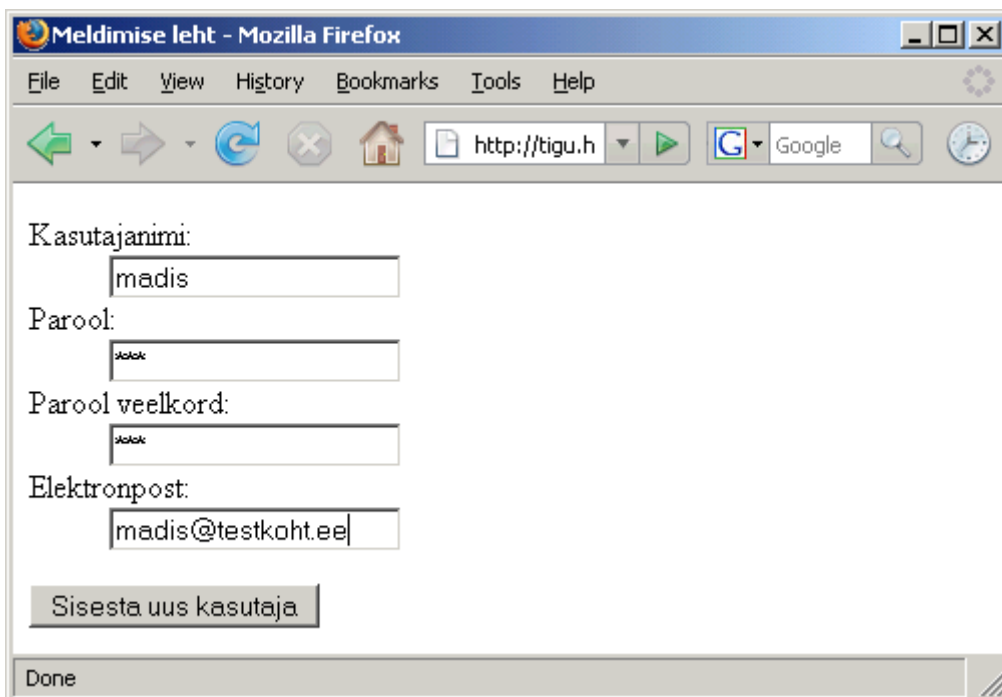 Meldimise leht - Mozilla Firefox
File Edit View History Bookmarks Tools Help
http://tigu.h G Google
Kasutajanimi:
madis
Parool:
***
Parool veelkord:
***
Elektronpost:
madis@testkoht.ee
Sisesta uus kasutaja
Done